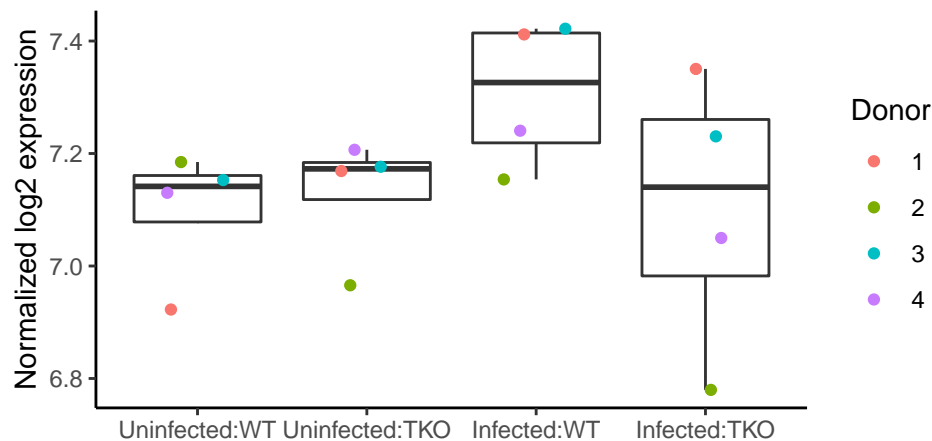 Normalized log2 expression
7.4
7.2
7.0
6.8
Uninfected:WT
Uninfected:TKO
Infected:WT
Infected:TKO
Donor
1
2
3
4